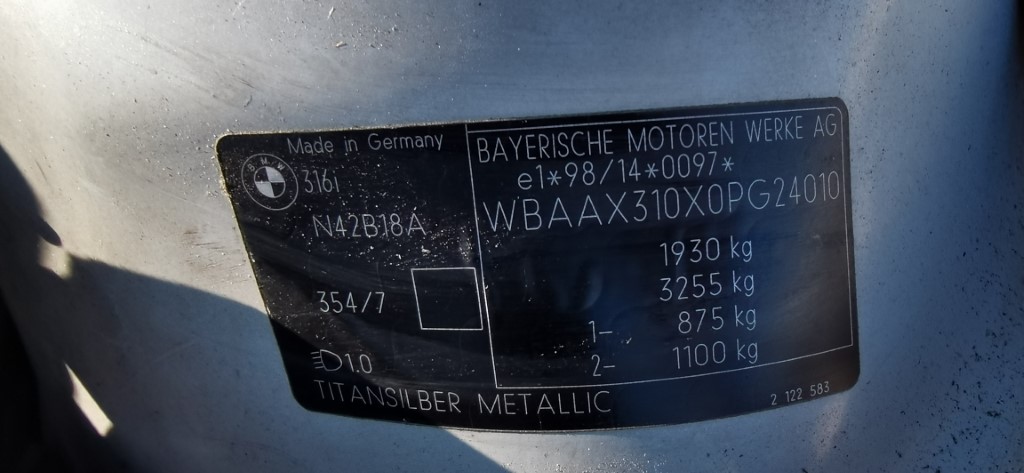 Made in Germany
BMW
316i
N42B18A
354/7
1.0
TITANSILBER METALLIC
BAYERISCHE MOTOREN WERKE AG
e1*98/14*0097*
WBAAX310X0PG24010
1930 kg
3255 kg
1- 875 kg
2- 1100 kg
2 122 583